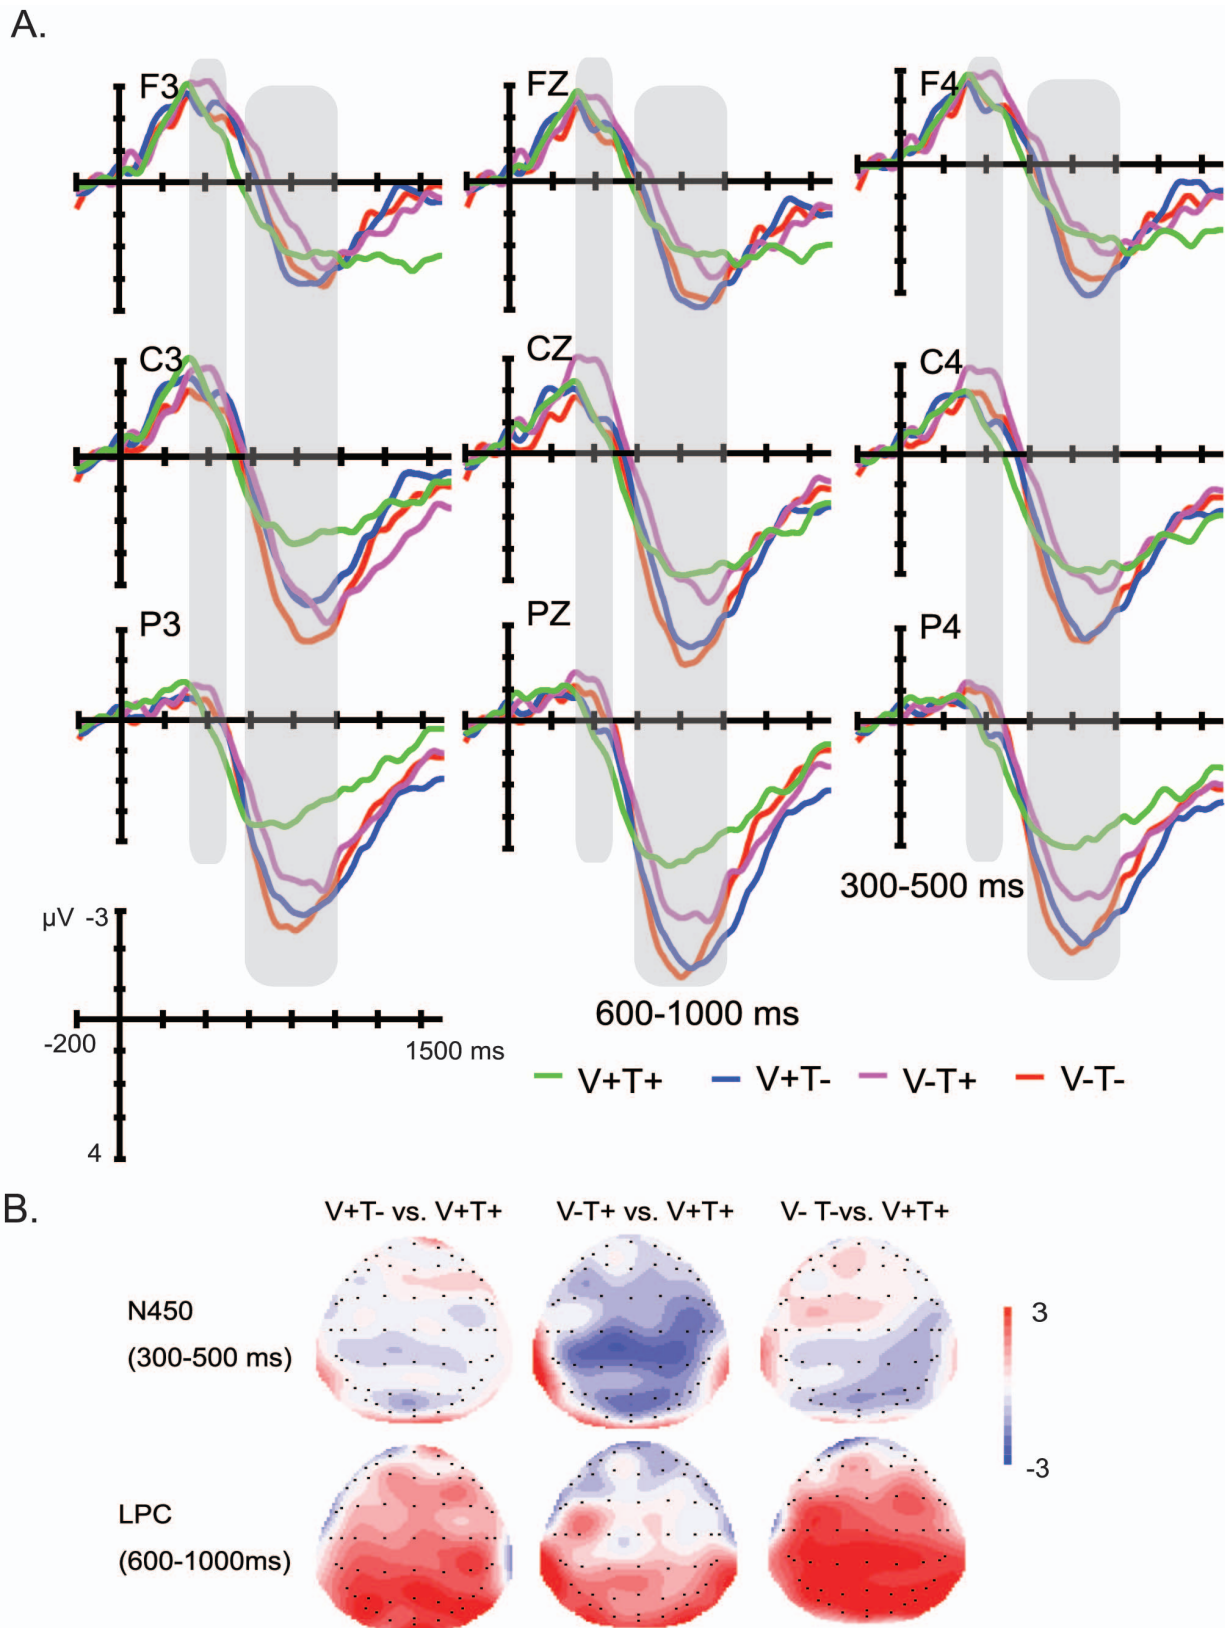 A.
F3 FZ F4
C3 CZ C4
P3 PZ P4
300-500 ms
µV -3
600-1000 ms
-200 1500 ms
V+T+ V+T- V-T+ V-T-
4
B.
V+T- vs. V+T+ V-T+ vs. V+T+ V- T-vs. V+T+
N450
(300-500 ms)
3
-3
LPC
(600-1000ms)